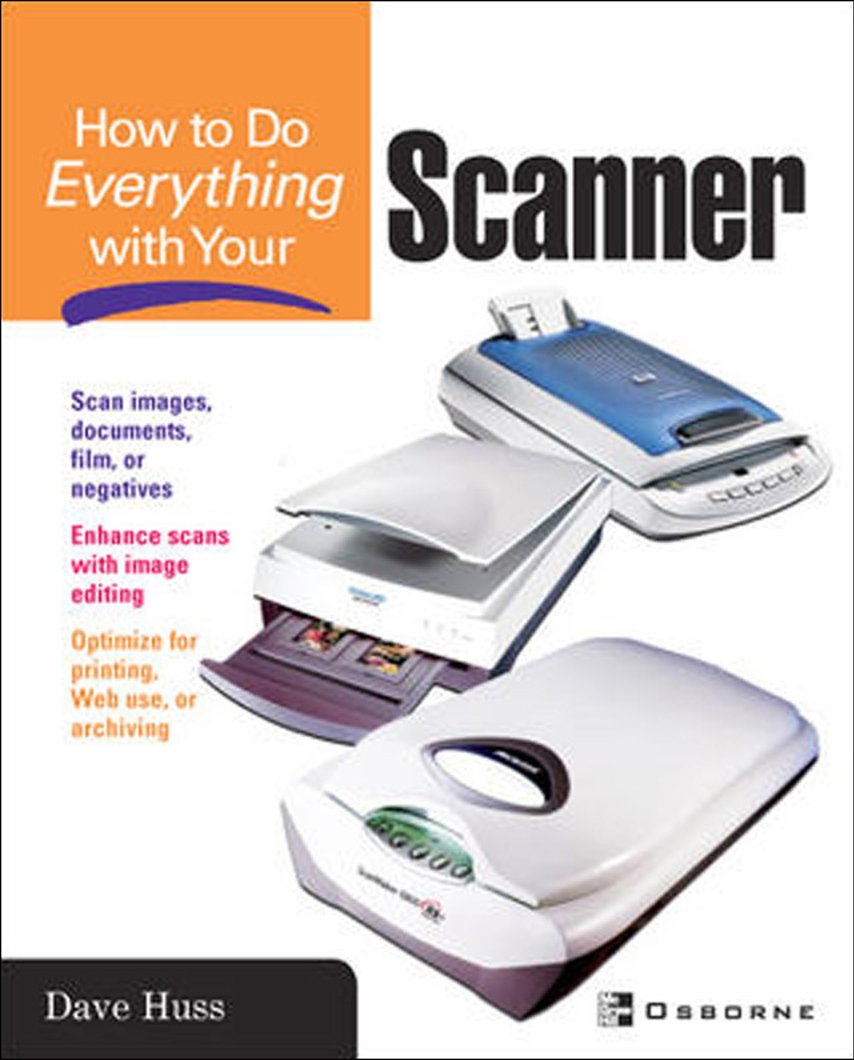 How to Do
Everything
with Your
Scanner
Scan images,
documents,
film, or
negatives
Enhance scans
with image
editing
Optimize for
printing,
Web use, or
archiving
Dave Huss
OSBORNE